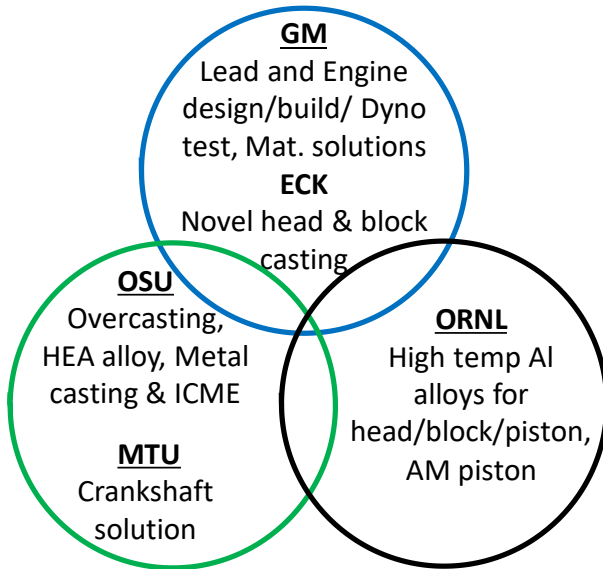 GM
Lead and Engine
design/build/ Dyno
test, Mat. solutions
ECK
Novel head & block
casting
OSU
Overcasting,
HEA alloy, Metal
casting & ICME
MTU
Crankshaft
solution
ORNL
High temp Al
alloys for
head/block/piston,
AM piston